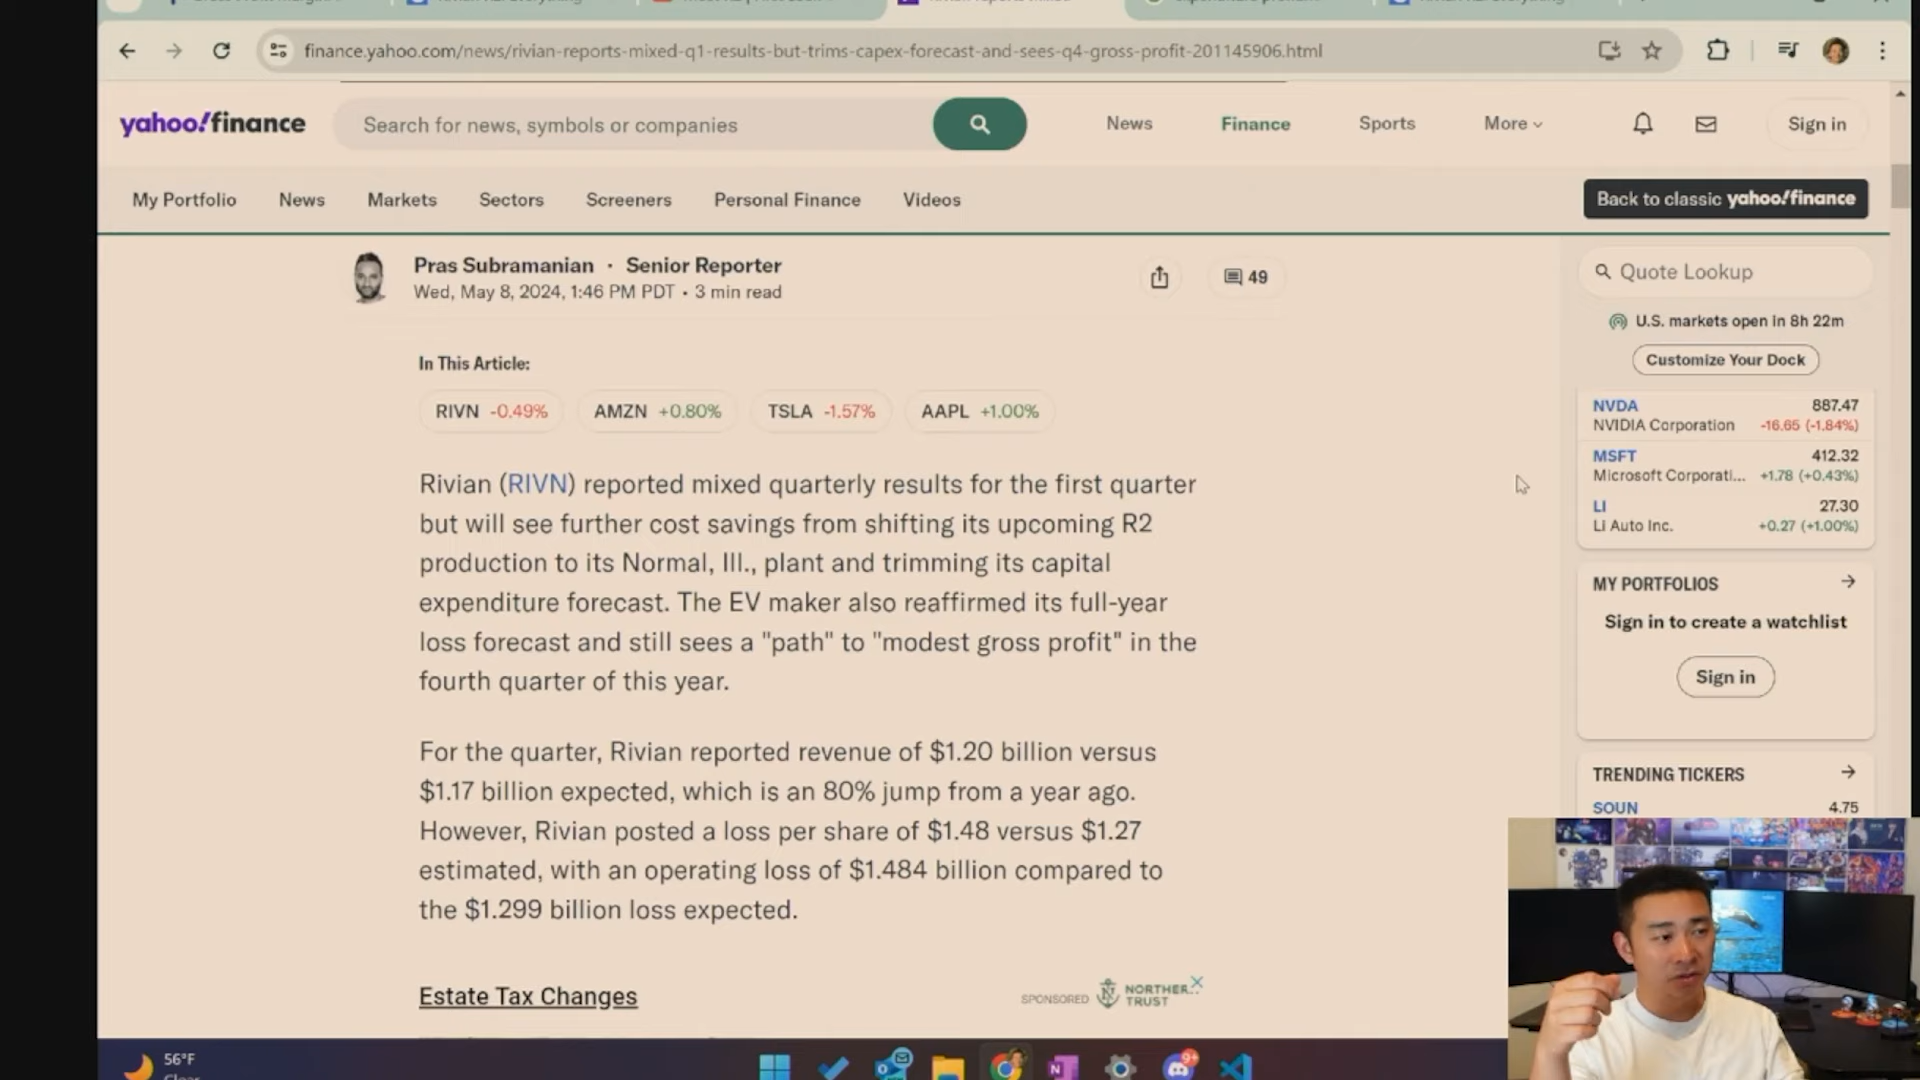 finance.yahoo.com/news/rivian-reports-mixed-q1-results-but-trims-capex-forecast-and-sees-q4-gross-profit-201145906.html
yahoo!finance
Search for news, symbols or companies
News
Finance
Sports
More
Sign in
My Portfolio
News
Markets
Sectors
Screeners
Personal Finance
Videos
Back to classic yahoo!finance
Pras Subramanian · Senior Reporter
Wed, May 8, 2024, 1:46 PM PDT • 3 min read
49
In This Article:
RIVN -0.49%
AMZN +0.80%
TSLA -1.57%
AAPL +1.00%
Rivian (RIVN) reported mixed quarterly results for the first quarter
but will see further cost savings from shifting its upcoming R2
production to its Normal, Ill., plant and trimming its capital
expenditure forecast. The EV maker also reaffirmed its full-year
loss forecast and still sees a "path" to "modest gross profit" in the
fourth quarter of this year.
For the quarter, Rivian reported revenue of $1.20 billion versus
$1.17 billion expected, which is an 80% jump from a year ago.
However, Rivian posted a loss per share of $1.48 versus $1.27
estimated, with an operating loss of $1.484 billion compared to
the $1.299 billion loss expected.
Estate Tax Changes
SPONSORED
NORTHER...
TRUST
Quote Lookup
U.S. markets open in 8h 22m
Customize Your Dock
NVDA 887.47
NVIDIA Corporation -16.65 (-1.84%)
MSFT 412.32
Microsoft Corporati... +1.78 (+0.43%)
LI 27.30
Li Auto Inc. +0.27 (+1.00%)
MY PORTFOLIOS
Sign in to create a watchlist
Sign in
TRENDING TICKERS
SOUN 4.75
56°F
9+